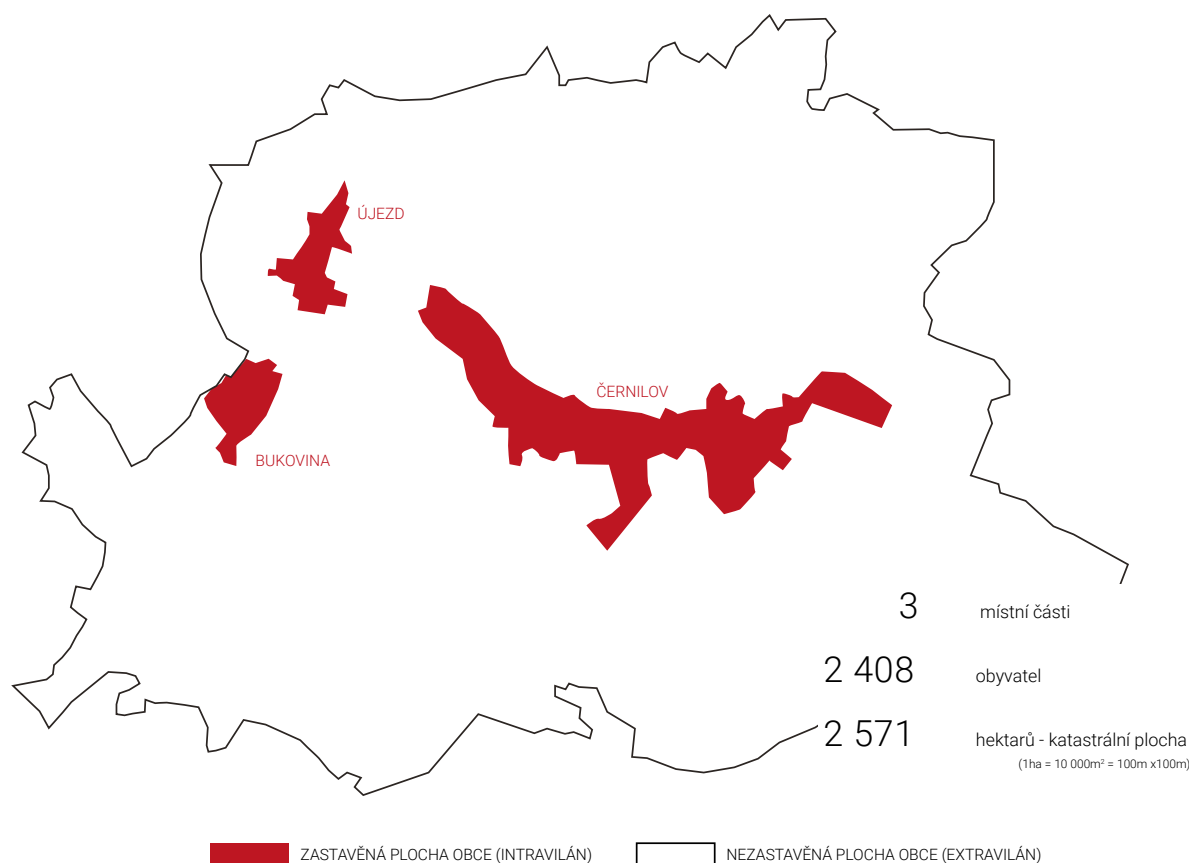 ÚJEZD
ČERNILOV
BUKOVINA
3 místní části
2 408 obyvatel
2 571 hektarů - katastrální plocha
(1ha = 10 000m² = 100m x100m)
ZASTAVĚNÁ PLOCHA OBCE (INTRAVILÁN) NEZASTAVĚNÁ PLOCHA OBCE (EXTRAVILÁN)